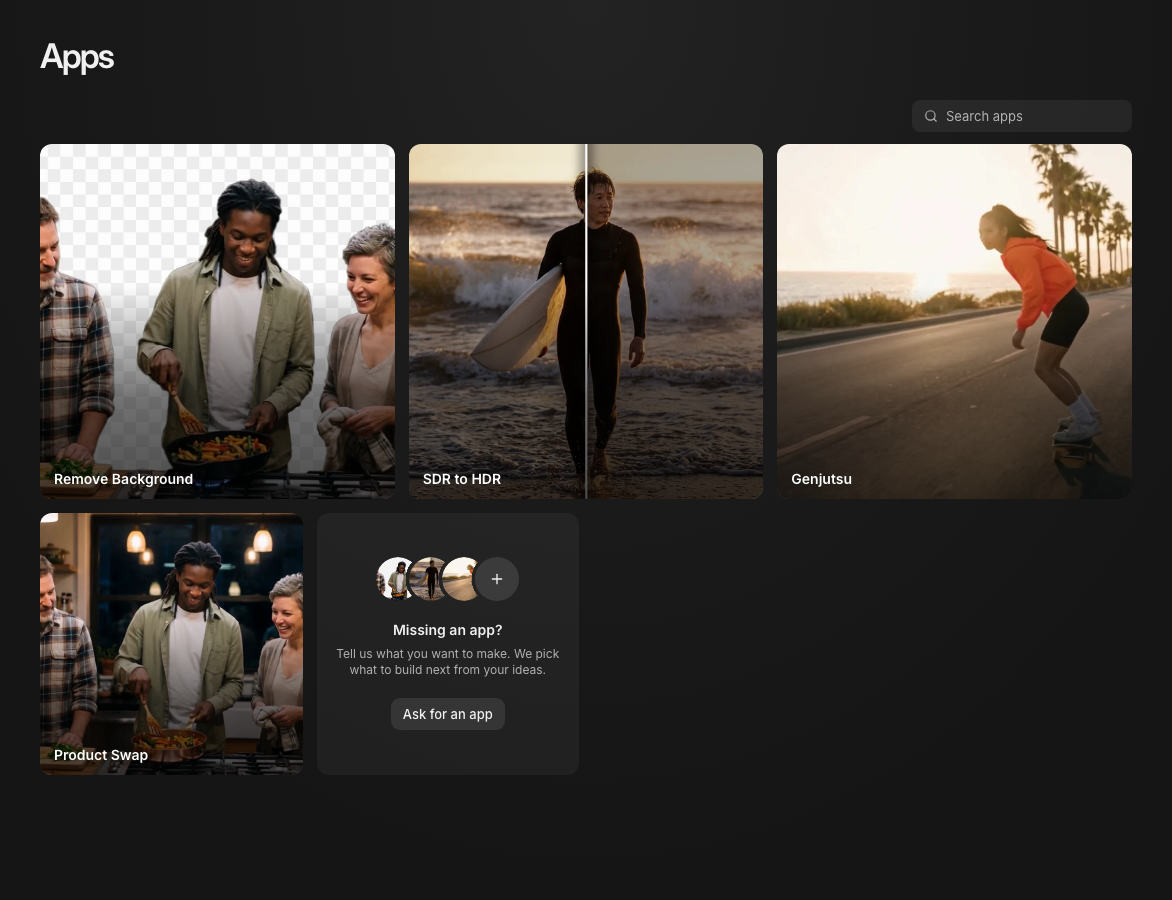 Apps
Search apps
Remove Background
SDR to HDR
Genjutsu
Product Swap
Missing an app?
Tell us what you want to make. We pick
what to build next from your ideas.
Ask for an app